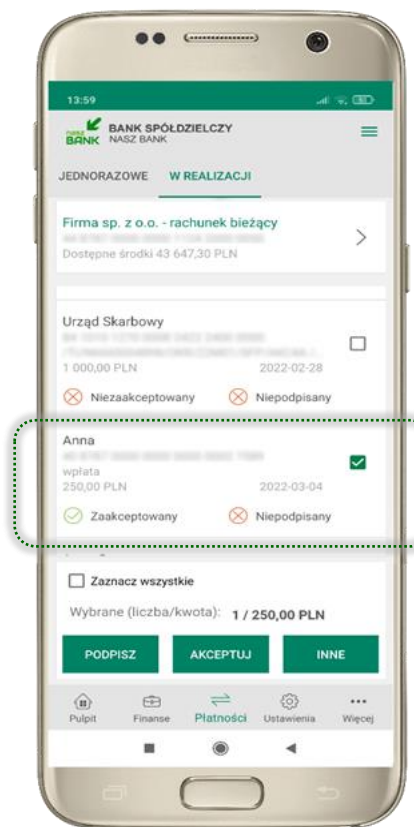 13:59
NASZ BANK
BANK SPÓŁDZIELCZY
NASZ BANK
JEDNORAZOWE W REALIZACJI
Firma sp. z o.o. - rachunek bieżący
Dostępne środki 43 647,30 PLN
Urząd Skarbowy
1 000,00 PLN 2022-02-28
Niezaakceptowany Niepodpisany
Anna
wpłata
250,00 PLN 2022-03-04
Zaakceptowany Niepodpisany
Zaznacz wszystkie
Wybrane (liczba/kwota): 1 / 250,00 PLN
PODPISZ AKCEPTUJ INNE
Pulpit Finanse Płatności Ustawienia Więcej